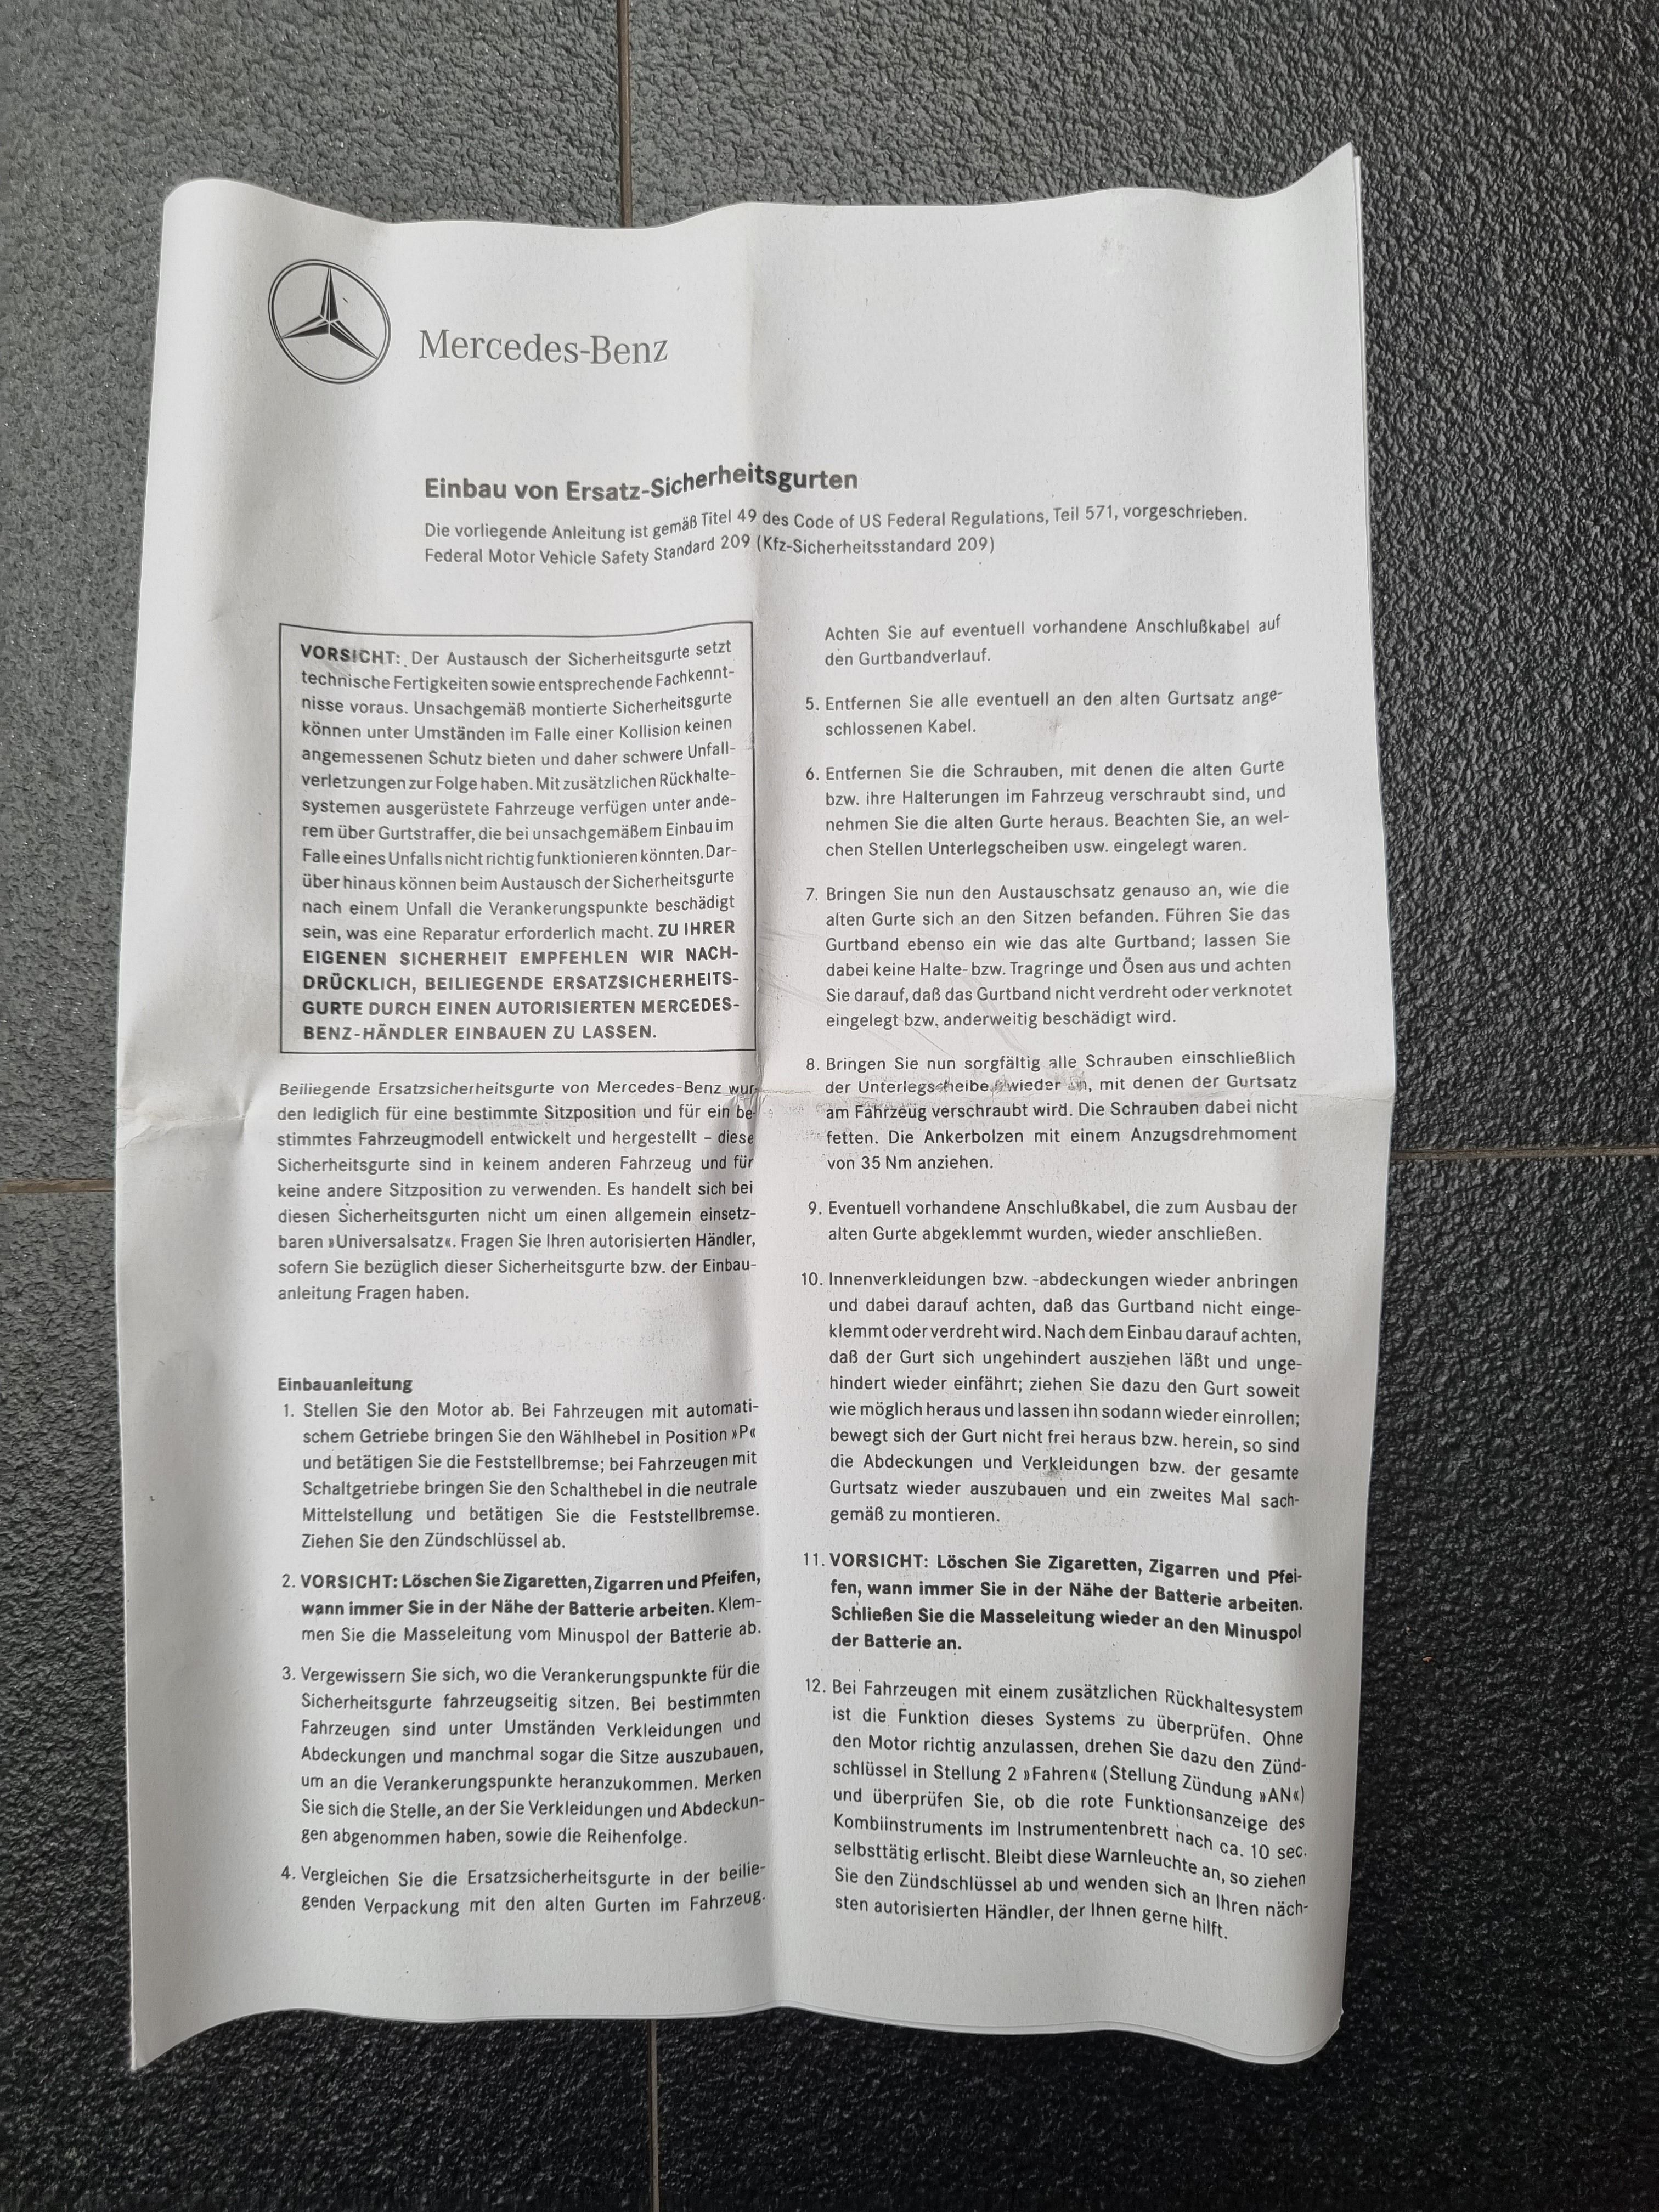 Mercedes-Benz
Einbau von Ersatz-Sicherheitsgurten
Die vorliegende Anleitung ist gemäß Titel 49 des Code of US Federal Regulations, Teil 571, vorgeschrieben.
Federal Motor Vehicle Safety Standard 209 (Kfz-Sicherheitsstandard 209)
VORSICHT: Der Austausch der Sicherheitsgurte setzt
technische Fertigkeiten sowie entsprechende Fachkennt-
nisse voraus. Unsachgemäß montierte Sicherheitsgurte
können unter Umständen im Falle einer Kollision keinen
angemessenen Schutz bieten und daher schwere Unfall-
verletzungen zur Folge haben. Mit zusätzlichen Rückhalte-
systemen ausgerüstete Fahrzeuge verfügen unter ande-
rem über Gurtstraffer, die bei unsachgemäßem Einbau im
Falle eines Unfalls nicht richtig funktionieren könnten. Dar-
über hinaus können beim Austausch der Sicherheitsgurte
nach einem Unfall die Verankerungspunkte beschädigt
sein, was eine Reparatur erforderlich macht. ZU IHRER
EIGENEN SICHERHEIT EMPFEHLEN WIR NACH-
DRÜCKLICH, BEILIEGENDE ERSATZSICHERHEITS-
GURTE DURCH EINEN AUTORISIERTEN MERCEDES-
BENZ-HÄNDLER EINBAUEN ZU LASSEN.
Beiliegende Ersatzsicherheitsgurte von Mercedes-Benz wur-
den lediglich für eine bestimmte Sitzposition und für ein be-
stimmtes Fahrzeugmodell entwickelt und hergestellt – diese
Sicherheitsgurte sind in keinem anderen Fahrzeug und für
keine andere Sitzposition zu verwenden. Es handelt sich bei
diesen Sicherheitsgurten nicht um einen allgemein einsetz-
baren »Universalsatz«. Fragen Sie Ihren autorisierten Händler,
sofern Sie bezüglich dieser Sicherheitsgurte bzw. der Einbau-
anleitung Fragen haben.
Einbauanleitung
1. Stellen Sie den Motor ab. Bei Fahrzeugen mit automati-
schem Getriebe bringen Sie den Wählhebel in Position »P«
und betätigen Sie die Feststellbremse; bei Fahrzeugen mit
Schaltgetriebe bringen Sie den Schalthebel in die neutrale
Mittelstellung und betätigen Sie die Feststellbremse.
Ziehen Sie den Zündschlüssel ab.
2. VORSICHT: Löschen Sie Zigaretten, Zigarren und Pfeifen,
wann immer Sie in der Nähe der Batterie arbeiten. Klem-
men Sie die Masseleitung vom Minuspol der Batterie ab.
3. Vergewissern Sie sich, wo die Verankerungspunkte für die
Sicherheitsgurte fahrzeugseitig sitzen. Bei bestimmten
Fahrzeugen sind unter Umständen Verkleidungen und
Abdeckungen und manchmal sogar die Sitze auszubauen,
um an die Verankerungspunkte heranzukommen. Merken
Sie sich die Stelle, an der Sie Verkleidungen und Abdeckun-
gen abgenommen haben, sowie die Reihenfolge.
4. Vergleichen Sie die Ersatzsicherheitsgurte in der beilie-
genden Verpackung mit den alten Gurten im Fahrzeug.
Achten Sie auf eventuell vorhandene Anschlußkabel auf
den Gurtbandverlauf.
5. Entfernen Sie alle eventuell an den alten Gurtsatz ange-
schlossenen Kabel.
6. Entfernen Sie die Schrauben, mit denen die alten Gurte
bzw. ihre Halterungen im Fahrzeug verschraubt sind, und
nehmen Sie die alten Gurte heraus. Beachten Sie, an wel-
chen Stellen Unterlegscheiben usw. eingelegt waren.
7. Bringen Sie nun den Austauschsatz genauso an, wie die
alten Gurte sich an den Sitzen befanden. Führen Sie das
Gurtband ebenso ein wie das alte Gurtband; lassen Sie
dabei keine Halte- bzw. Tragringe und Ösen aus und achten
Sie darauf, daß das Gurtband nicht verdreht oder verknotet
eingelegt bzw. anderweitig beschädigt wird.
8. Bringen Sie nun sorgfältig alle Schrauben einschließlich
der Unterlegscheiben wieder an, mit denen der Gurtsatz
am Fahrzeug verschraubt wird. Die Schrauben dabei nicht
fetten. Die Ankerbolzen mit einem Anzugsdrehmoment
von 35 Nm anziehen.
9. Eventuell vorhandene Anschlußkabel, die zum Ausbau der
alten Gurte abgeklemmt wurden, wieder anschließen.
10. Innenverkleidungen bzw. -abdeckungen wieder anbringen
und dabei darauf achten, daß das Gurtband nicht einge-
klemmt oder verdreht wird. Nach dem Einbau darauf achten,
daß der Gurt sich ungehindert ausziehen läßt und unge-
hindert wieder einfährt; ziehen Sie dazu den Gurt soweit
wie möglich heraus und lassen ihn sodann wieder einrollen;
bewegt sich der Gurt nicht frei heraus bzw. herein, so sind
die Abdeckungen und Verkleidungen bzw. der gesamte
Gurtsatz wieder auszubauen und ein zweites Mal sach-
gemäß zu montieren.
11. VORSICHT: Löschen Sie Zigaretten, Zigarren und Pfei-
fen, wann immer Sie in der Nähe der Batterie arbeiten.
Schließen Sie die Masseleitung wieder an den Minuspol
der Batterie an.
12. Bei Fahrzeugen mit einem zusätzlichen Rückhaltesystem
ist die Funktion dieses Systems zu überprüfen. Ohne
den Motor richtig anzulassen, drehen Sie dazu den Zünd-
schlüssel in Stellung 2 »Fahren« (Stellung Zündung »AN«)
und überprüfen Sie, ob die rote Funktionsanzeige des
Kombiinstruments im Instrumentenbrett nach ca. 10 sec.
selbsttätig erlischt. Bleibt diese Warnleuchte an, so ziehen
Sie den Zündschlüssel ab und wenden sich an Ihren näch-
sten autorisierten Händler, der Ihnen gerne hilft.